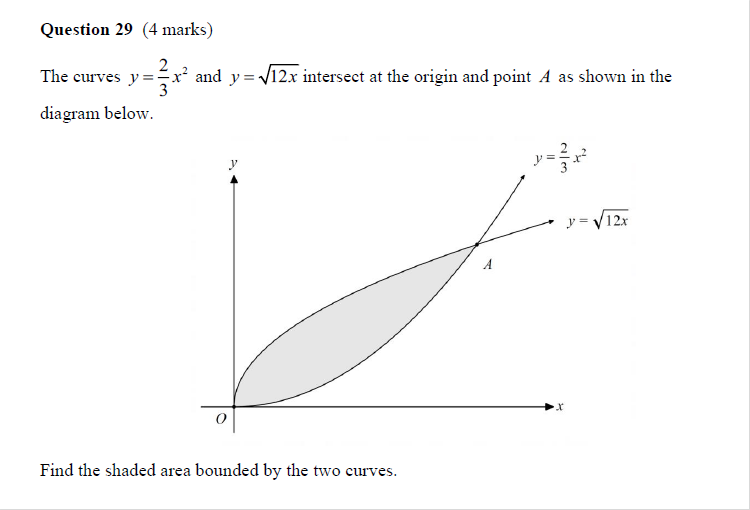 Question 29 (4 marks)
The curves y = 2/3 x² and y = √12x intersect at the origin and point A as shown in the
diagram below.
y
y = 2/3 x²
y = √12x
A
O
x
Find the shaded area bounded by the two curves.